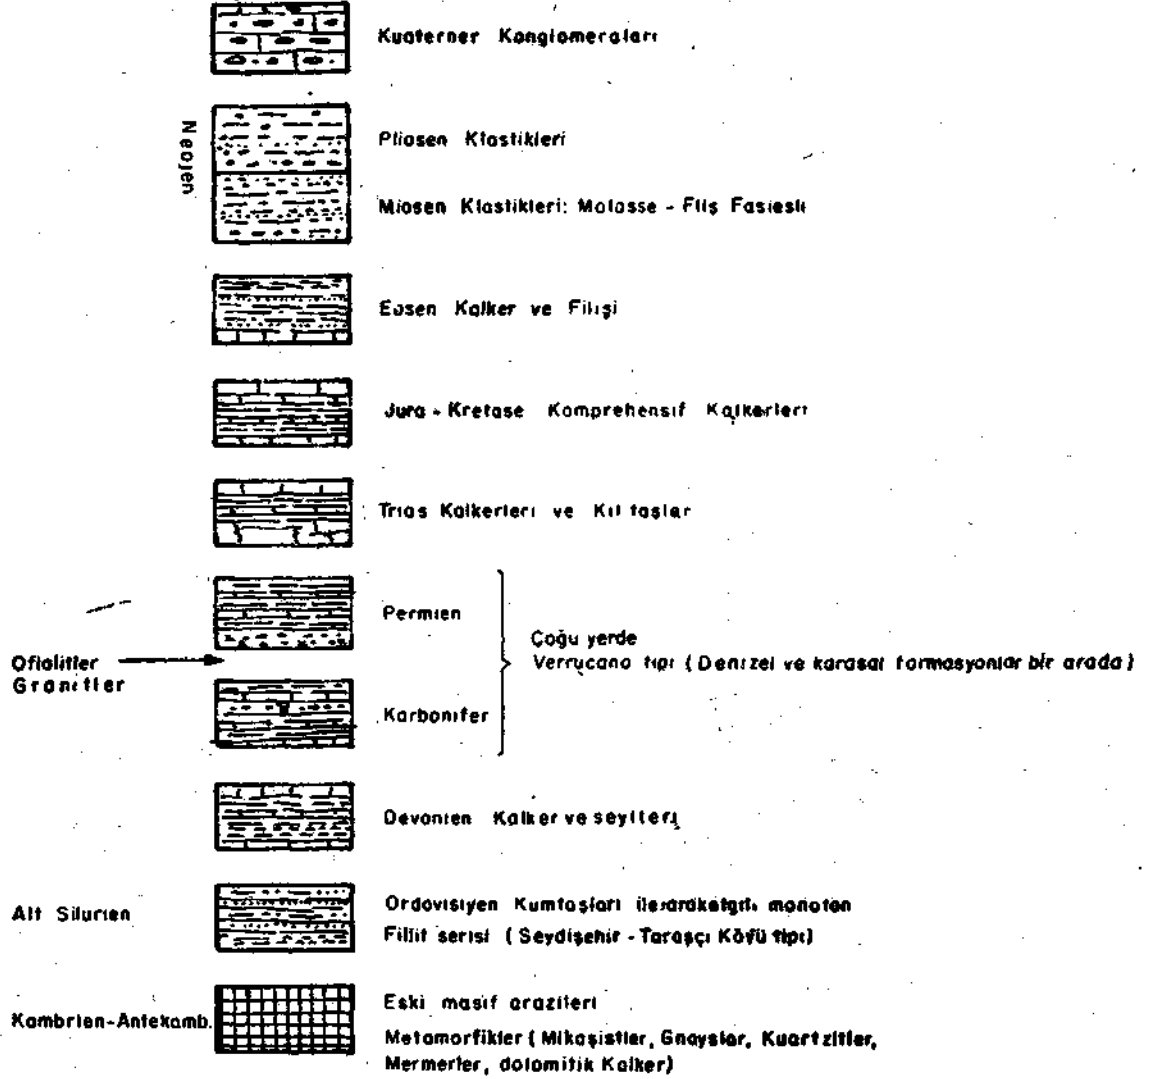 Kuaterner Konglomeraları
Neojen
Pliosen Klastikleri
Miosen Klastikleri: Molasse - Fliş Fasiesli
Eosen Kalker ve Filişi
Jura - Kretase Komprehensif Kalkerleri
Trias Kalkerleri ve Kil taşlar
Permien
Çoğu yerde
Verrucano tipi (Denizel ve karasal formasyonlar bir arada)
Ofiolitler
Granitler
Karbonifer
Devonien Kalker ve şeyileri
Alt Silurien
Ordovisiyen Kumtaşları monoton
Fillit serisi (Seydişehir - Taraşçı Köyü tipi)
Kambrien-Antekamb.
Eski masif arazileri
Metamorfikler (Mikaşistler, Gnayslar, Kuartzitler,
Mermerler, dolomitik Kalker)